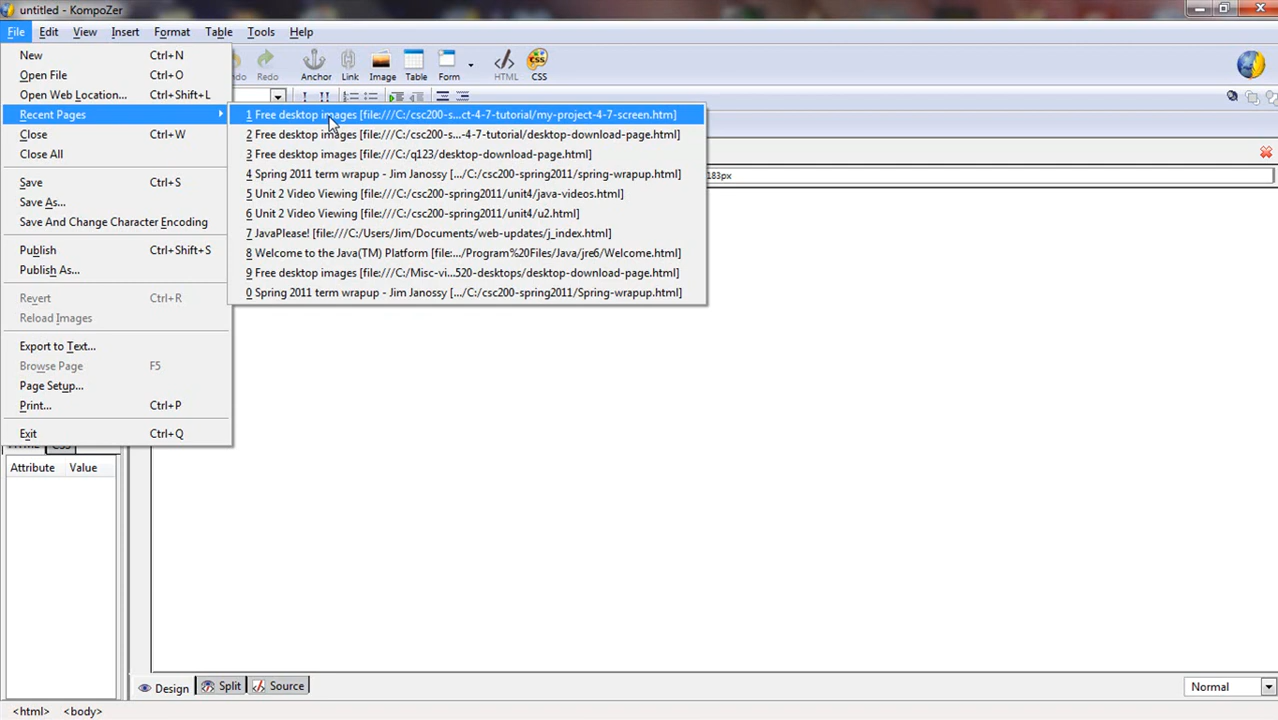 untitled - KompoZer
File Edit View Insert Format Table Tools Help
New Ctrl+N
Open File Ctrl+O
Open Web Location... Ctrl+Shift+L
Recent Pages
Close Ctrl+W
Close All
Save Ctrl+S
Save As...
Save And Change Character Encoding
Publish Ctrl+Shift+S
Publish As...
Revert Ctrl+R
Reload Images
Export to Text...
Browse Page F5
Page Setup...
Print... Ctrl+P
Exit Ctrl+Q
Redo Anchor Link Image Table Form HTML CSS
1 Free desktop images [file:///C:/csc200-s...ct-4-7-tutorial/my-project-4-7-screen.htm]
2 Free desktop images [file:///C:/csc200-s...-4-7-tutorial/desktop-download-page.html]
3 Free desktop images [file:///C:/q123/desktop-download-page.html]
4 Spring 2011 term wrapup - Jim Janossy [.../C:/csc200-spring2011/spring-wrapup.html]
5 Unit 2 Video Viewing [file:///C:/csc200-spring2011/unit4/java-videos.html]
6 Unit 2 Video Viewing [file:///C:/csc200-spring2011/unit4/u2.html]
7 JavaPlease! [file:///C:/Users/Jim/Documents/web-updates/j_index.html]
8 Welcome to the Java(TM) Platform [file:.../Program%20Files/Java/jre6/Welcome.html]
9 Free desktop images [file:///C:/Misc-vi...520-desktops/desktop-download-page.html]
0 Spring 2011 term wrapup - Jim Janossy [.../C:/csc200-spring2011/Spring-wrapup.html]
183px
Attribute Value
Design Split Source
Normal
<html> <body>